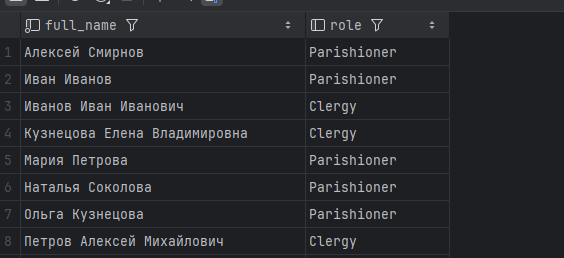 full_name role
1 Алексей Смирнов Parishioner
2 Иван Иванов Parishioner
3 Иванов Иван Иванович Clergy
4 Кузнецова Елена Владимировна Clergy
5 Мария Петрова Parishioner
6 Наталья Соколова Parishioner
7 Ольга Кузнецова Parishioner
8 Петров Алексей Михайлович Clergy